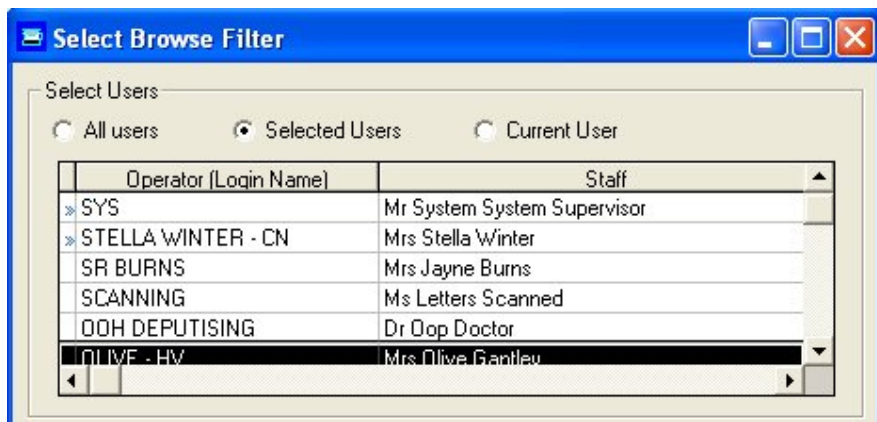 Select Browse Filter
Select Users
All users Selected Users Current User
Operator (Login Name) Staff
» SYS Mr System System Supervisor
» STELLA WINTER - CN Mrs Stella Winter
SR BURNS Mrs Jayne Burns
SCANNING Ms Letters Scanned
OOH DEPUTISING Dr Oop Doctor
OLIVE - HV Mrs Olive Gantley